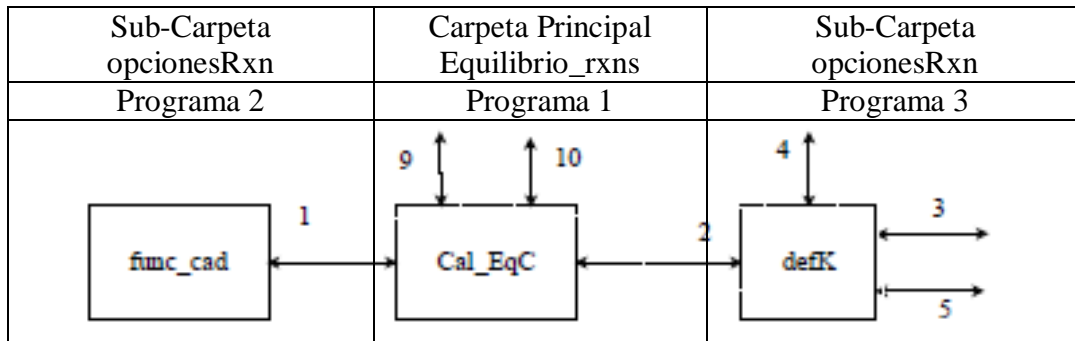 Sub-Carpeta
opcionesRxn
Carpeta Principal
Equilibrio_rxns
Sub-Carpeta
opcionesRxn
Programa 2
Programa 1
Programa 3
9
10
4
1
2
3
func_cad
Cal_EqC
defK
5